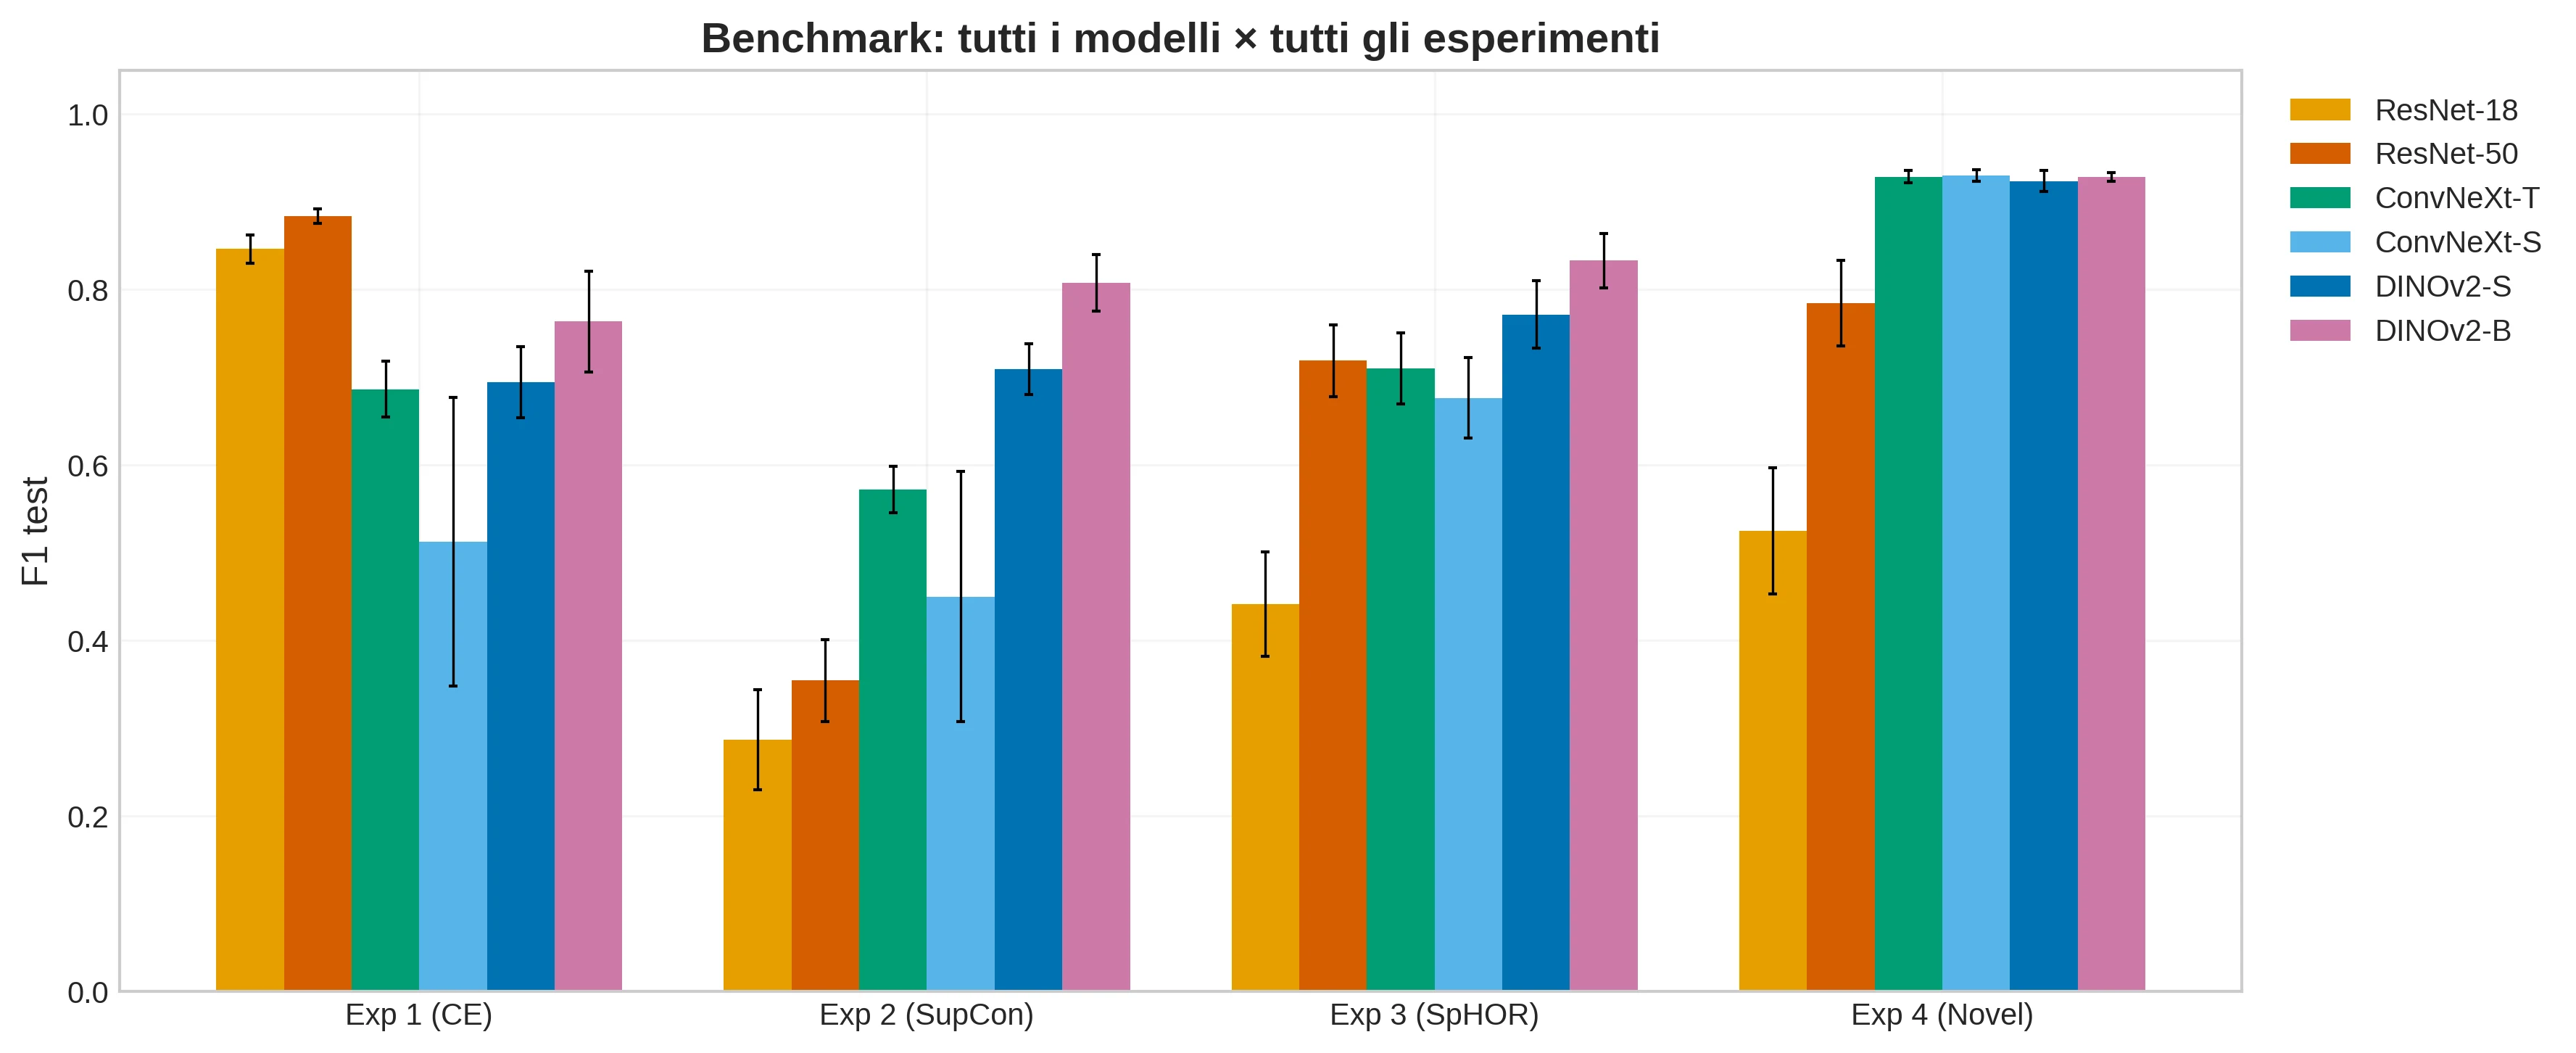 Benchmark: tutti i modelli × tutti gli esperimenti
F1 test
1.0
0.8
0.6
0.4
0.2
0.0
Exp 1 (CE)
Exp 2 (SupCon)
Exp 3 (SpHOR)
Exp 4 (Novel)
ResNet-18
ResNet-50
ConvNeXt-T
ConvNeXt-S
DINOv2-S
DINOv2-B